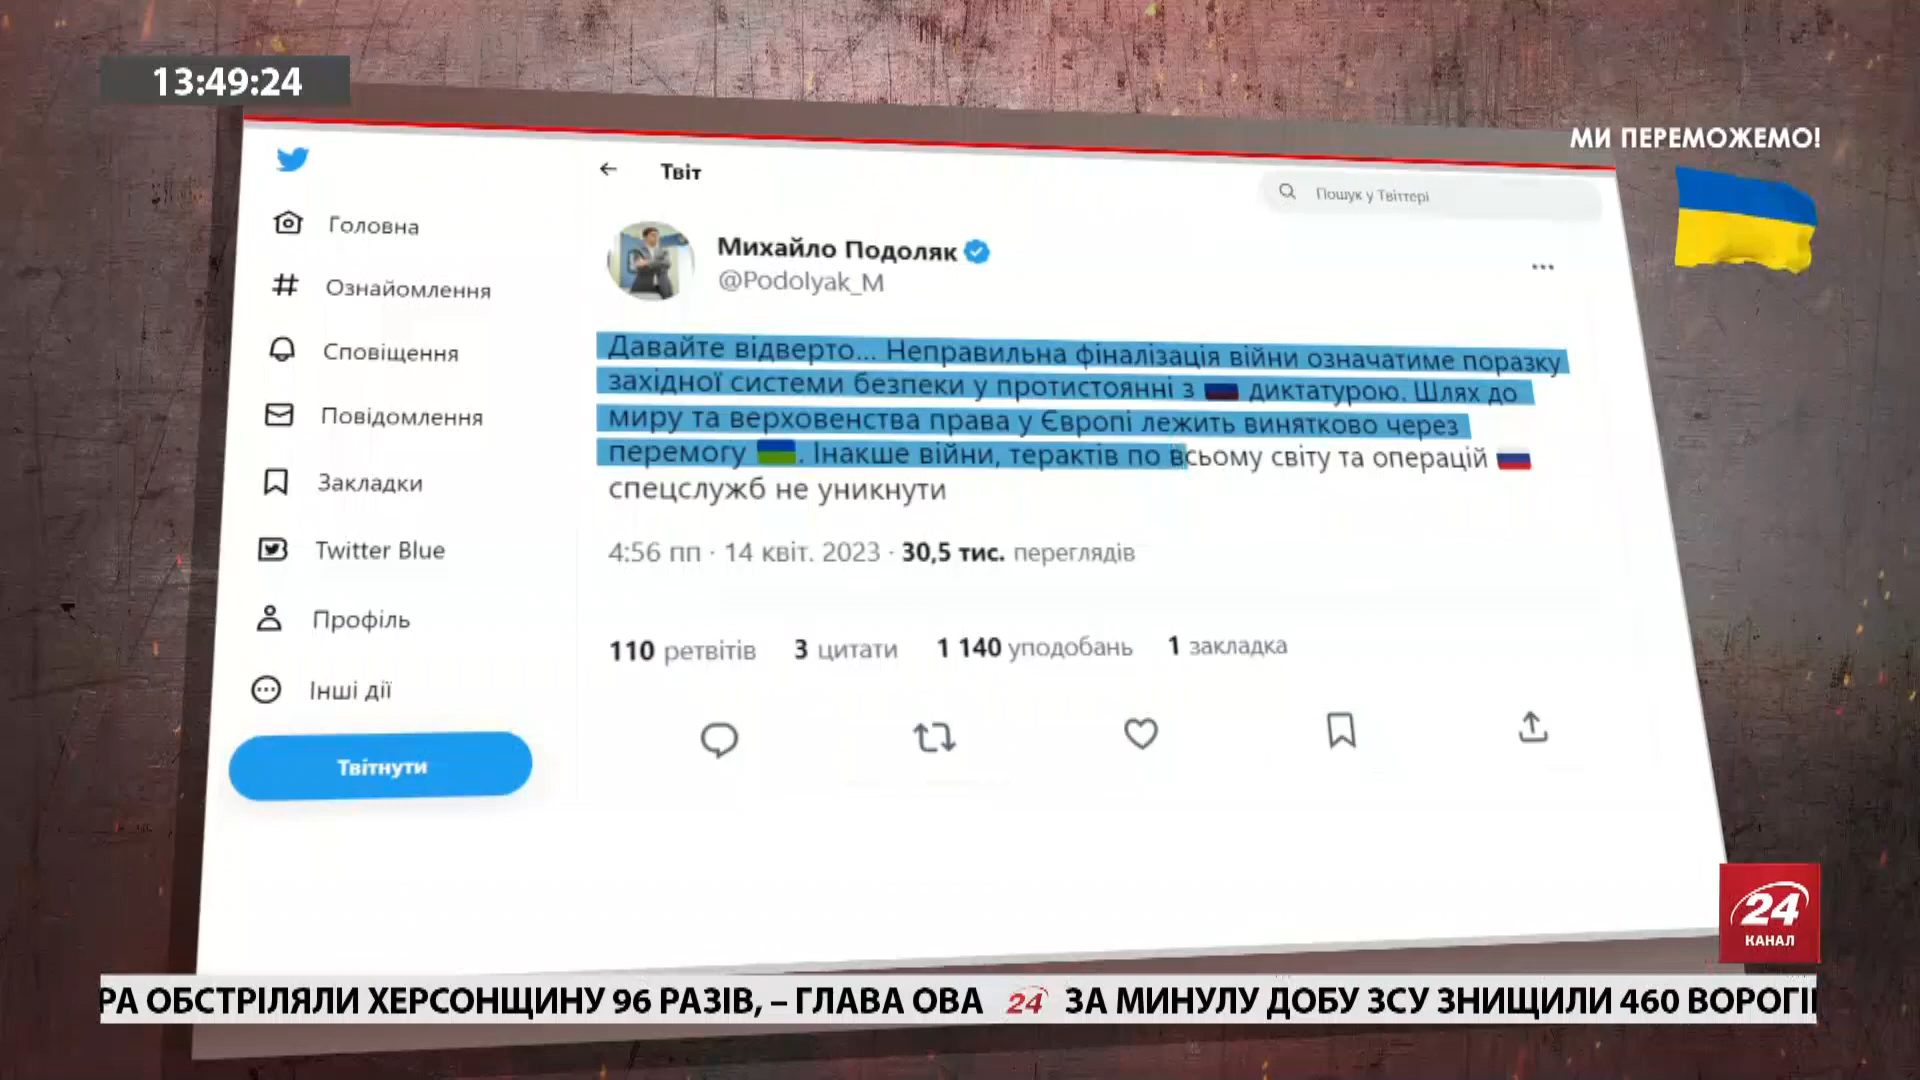 13:49:24
МИ ПЕРЕМОЖЕМО!
Головна
Ознайомлення
Сповіщення
Повідомлення
Закладки
Twitter Blue
Профіль
Інші дії
Твітнути
Твіт
Пошук у Твіттері
Михайло Подоляк
@Podolyak_M
Давайте відверто... Неправильна фіналізація війни означатиме поразку
західної системи безпеки у протистоянні з диктатурою. Шлях до
миру та верховенства права у Європі лежить винятково через
перемогу . Інакше війни, терактів по всьому світу та операцій
спецслужб не уникнути
4:56 пп · 14 квіт. 2023 · 30,5 тис. переглядів
110 ретвітів 3 цитати 1 140 уподобань 1 закладка
24
КАНАЛ
РА ОБСТРІЛЯЛИ ХЕРСОНЩИНУ 96 РАЗІВ, – ГЛАВА ОВА 24 ЗА МИНУЛУ ДОБУ ЗСУ ЗНИЩИЛИ 460